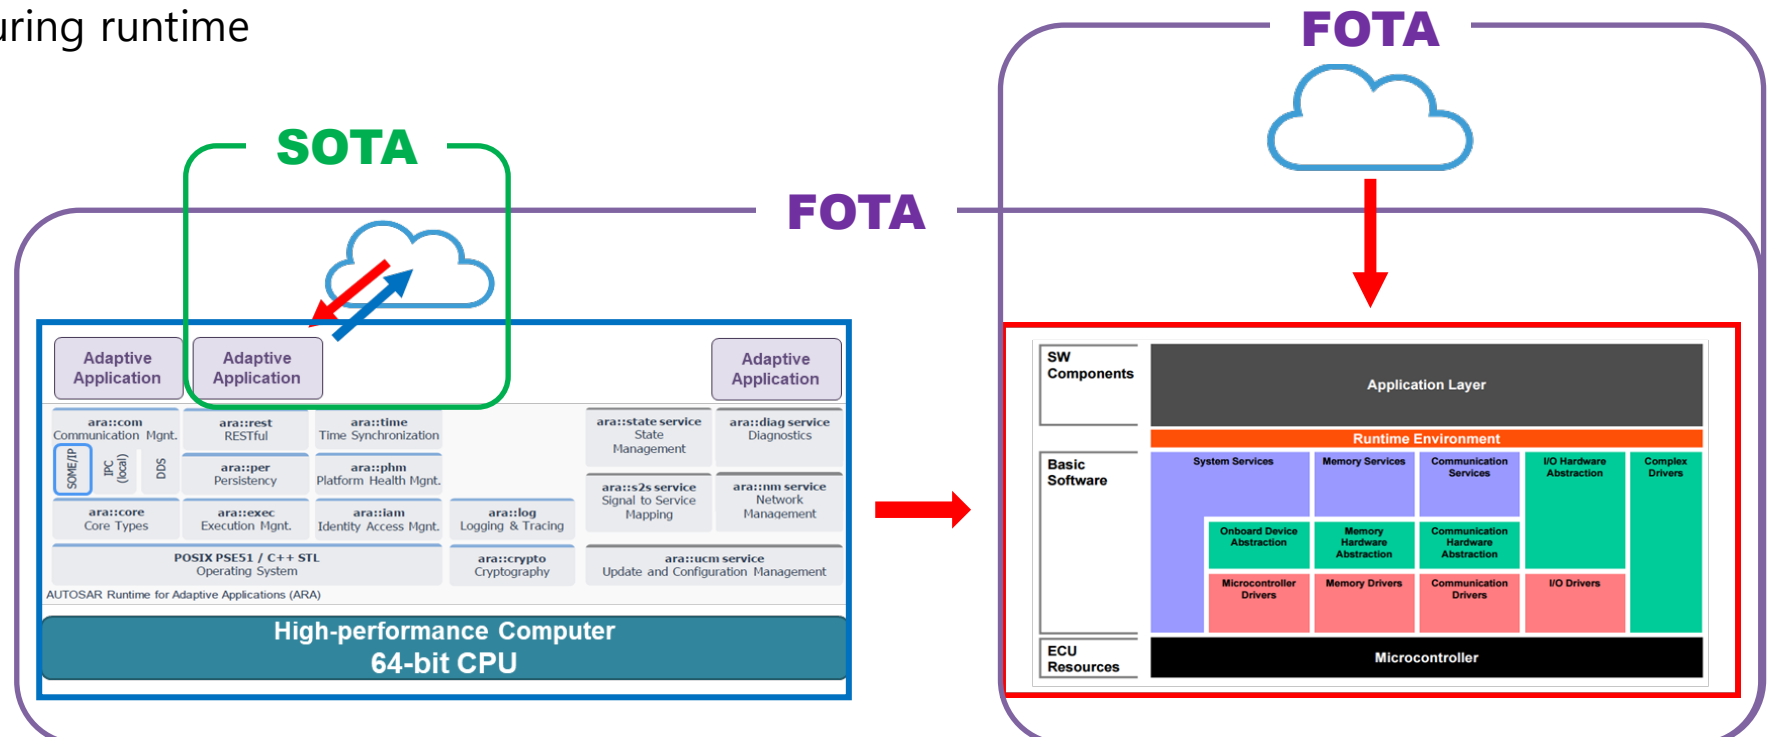 uring runtime
FOTA
SOTA
FOTA
Adaptive
Application
Adaptive
Application
Adaptive
Application
ara::com
Communication Mgnt.
ara::rest
RESTful
ara::time
Time Synchronization
ara::state service
State
Management
ara::diag service
Diagnostics
SOME/IP
IPC
(local)
DDS
ara::per
Persistency
ara::phm
Platform Health Mgnt.
ara::s2s service
Signal to Service
Mapping
ara::nm service
Network
Management
ara::core
Core Types
ara::exec
Execution Mgnt.
ara::iam
Identity Access Mgnt.
ara::log
Logging & Tracing
POSIX PSE51 / C++ STL
Operating System
ara::crypto
Cryptography
ara::ucm service
Update and Configuration Management
AUTOSAR Runtime for Adaptive Applications (ARA)
High-performance Computer
64-bit CPU
SW
Components
Application Layer
Runtime Environment
Basic
Software
System Services
Memory Services
Communication
Services
I/O Hardware
Abstraction
Complex
Drivers
Onboard Device
Abstraction
Memory
Hardware
Abstraction
Communication
Hardware
Abstraction
Microcontroller
Drivers
Memory Drivers
Communication
Drivers
I/O Drivers
ECU
Resources
Microcontroller